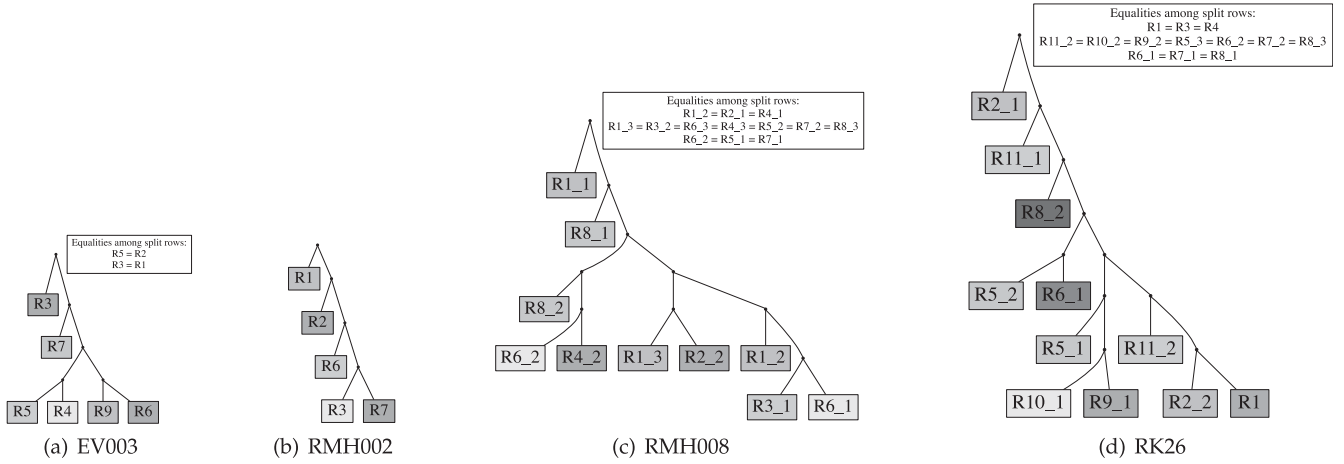 Equalities among split rows:
R5 = R2
R3 = R1
R3
R7
R5 R4 R9 R6
(a) EV003
R1
R2
R6
R3 R7
(b) RMH002
Equalities among split rows:
R1_2 = R2_1 = R4_1
R1_3 = R3_2 = R6_3 = R4_3 = R5_2 = R7_2 = R8_3
R6_2 = R5_1 = R7_1
R1_1
R8_1
R8_2
R6_2 R4_2 R1_3 R2_2 R1_2
R3_1 R6_1
(c) RMH008
Equalities among split rows:
R1 = R3 = R4
R11_2 = R10_2 = R9_2 = R5_3 = R6_2 = R7_2 = R8_3
R6_1 = R7_1 = R8_1
R2_1
R11_1
R8_2
R5_2 R6_1
R5_1 R11_2
R10_1 R9_1 R2_2 R1
(d) RK26